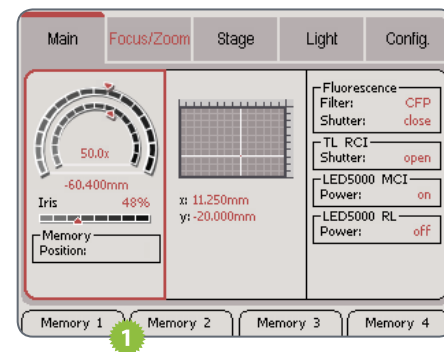 Main Focus/Zoom Stage Light Config.
50.0x
-60.400mm
Iris 48%
Memory
Position:
x: 11.250mm
y: -20.000mm
Fluorescence
Filter: CFP
Shutter: close
TL RCI
Shutter: open
LED5000 MCI
Power: on
LED5000 RL
Power: off
Memory 1 Memory 2 Memory 3 Memory 4
1